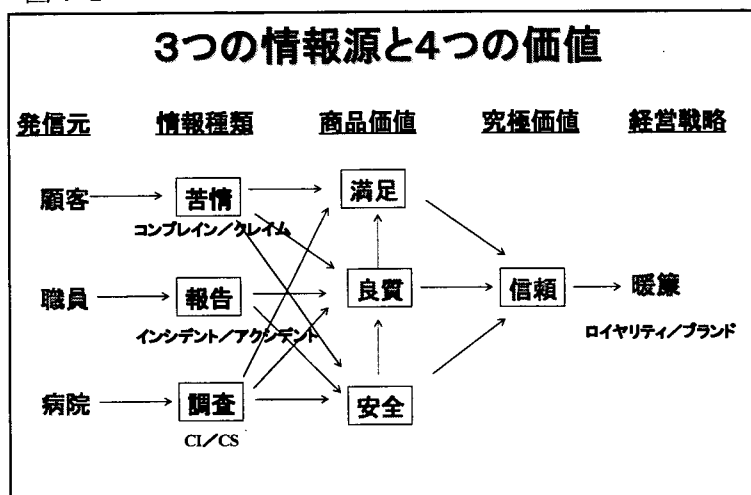 3つの情報源と4つの価値
発信元 情報種類 商品価値 究極価値 経営戦略
顧客 苦情 満足
コンプレイン／クレイム
職員 報告 良質 信頼 暖簾
インシデント／アクシデント ロイヤリティ／ブランド
病院 調査 安全
CI／CS